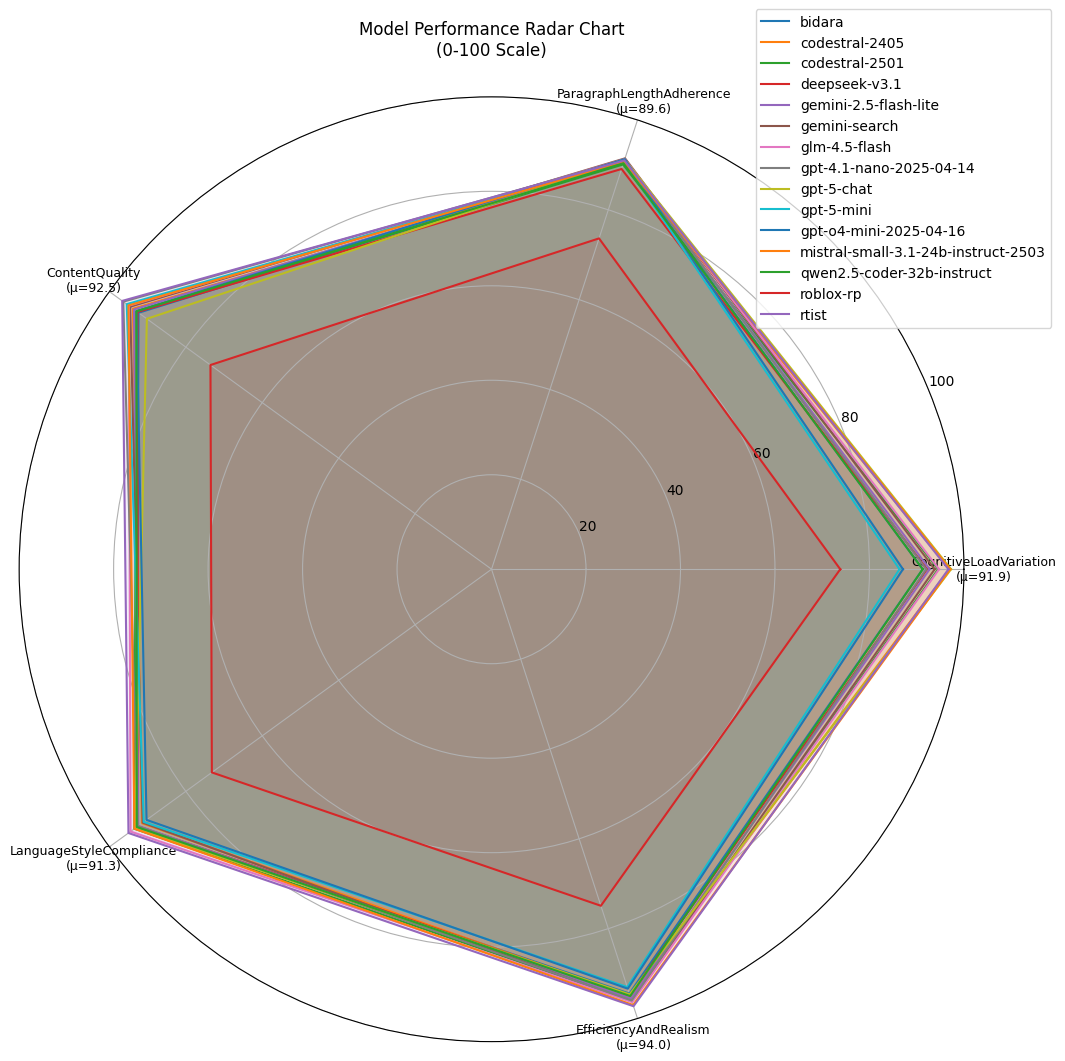 Model Performance Radar Chart
(0-100 Scale)
bidara
codestral-2405
codestral-2501
deepseek-v3.1
gemini-2.5-flash-lite
gemini-search
glm-4.5-flash
gpt-4.1-nano-2025-04-14
gpt-5-chat
gpt-5-mini
gpt-o4-mini-2025-04-16
mistral-small-3.1-24b-instruct-2503
qwen2.5-coder-32b-instruct
roblox-rp
rtist
ParagraphLengthAdherence
(μ=89.6)
ContentQuality
(μ=92.5)
100
80
60
40
20
CognitiveLoadVariation
(μ=91.9)
LanguageStyleCompliance
(μ=91.3)
EfficiencyAndRealism
(μ=94.0)